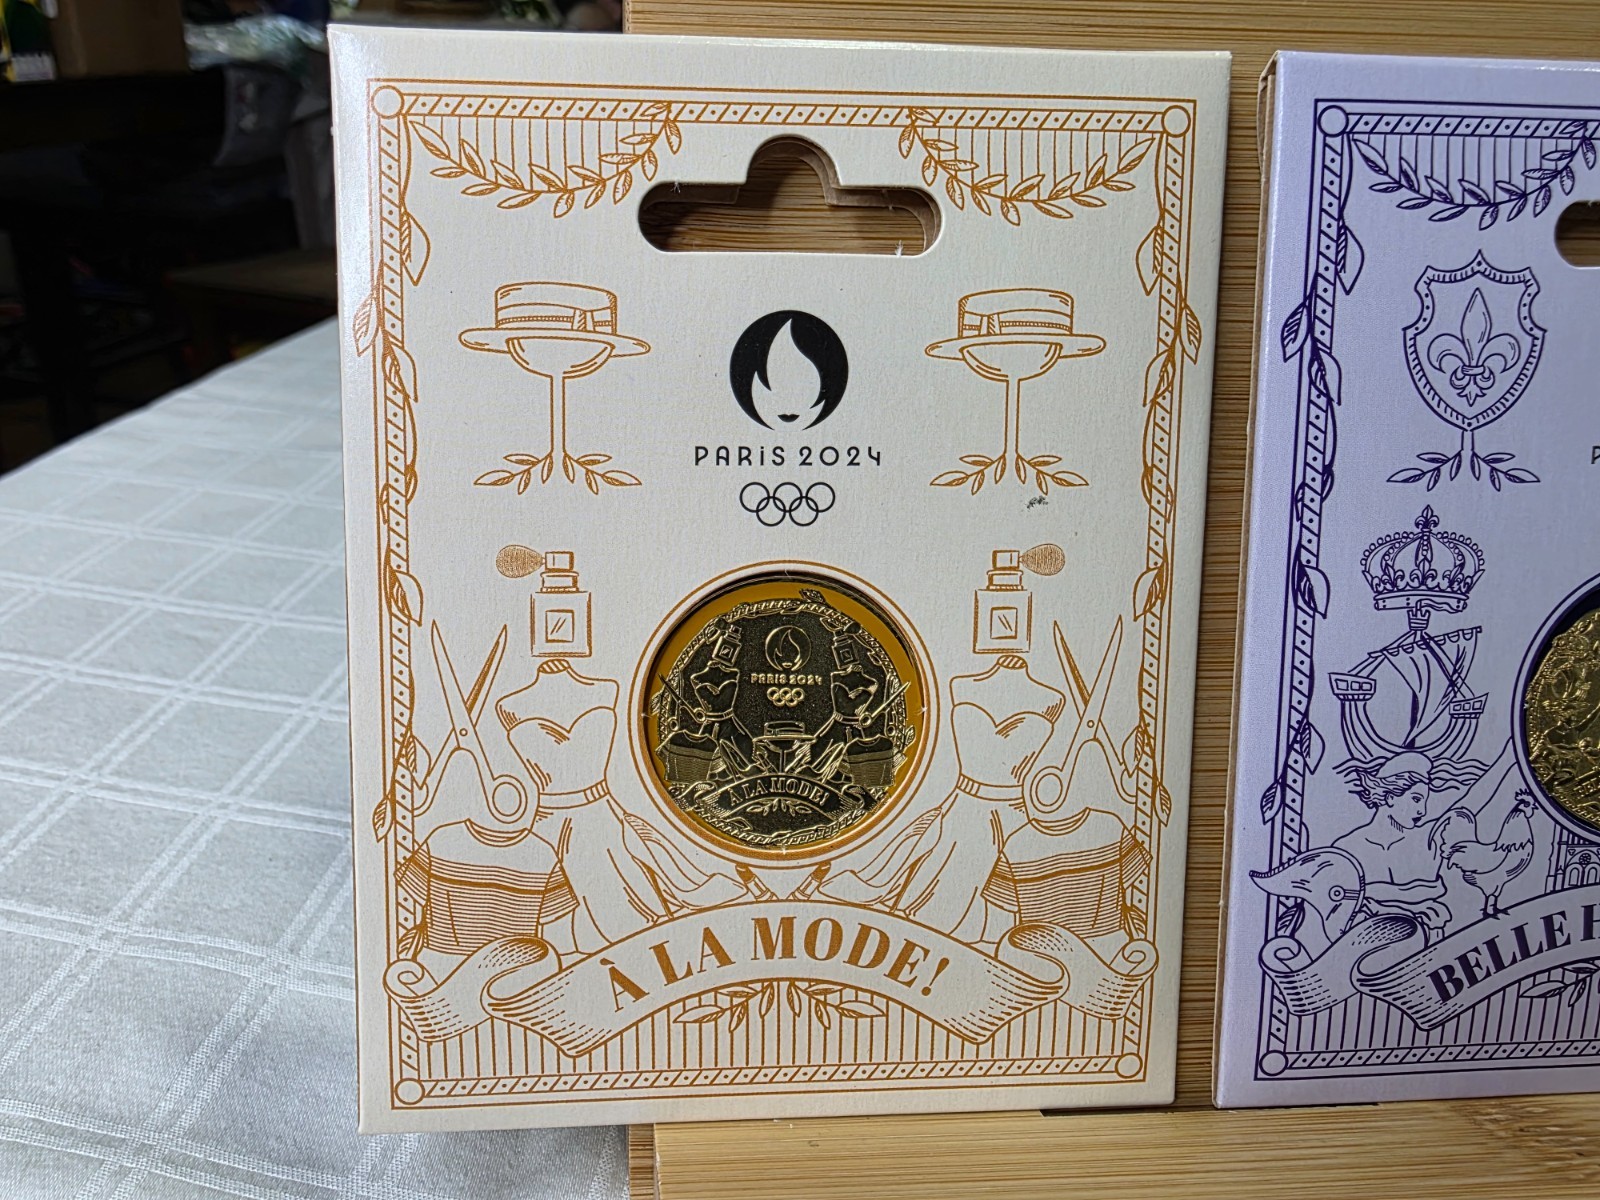 PARIS 2024
PARIS 2024
À LA MODE!
À LA MODE!
BELLE H